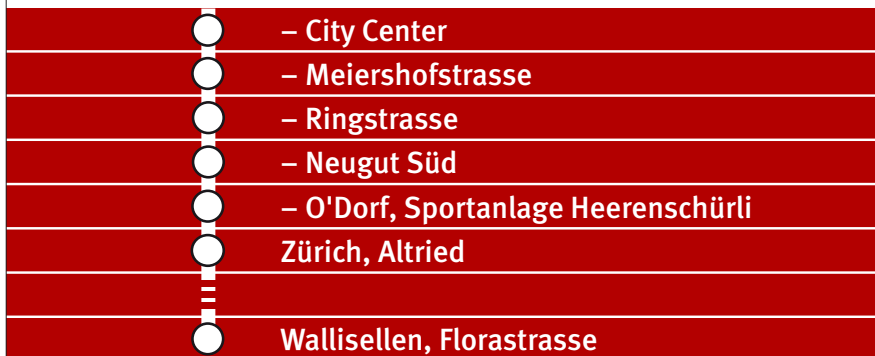 – City Center
– Meiershofstrasse
– Ringstrasse
– Neugut Süd
– O'Dorf, Sportanlage Heerenschürli
Zürich, Altried
Wallisellen, Florastrasse